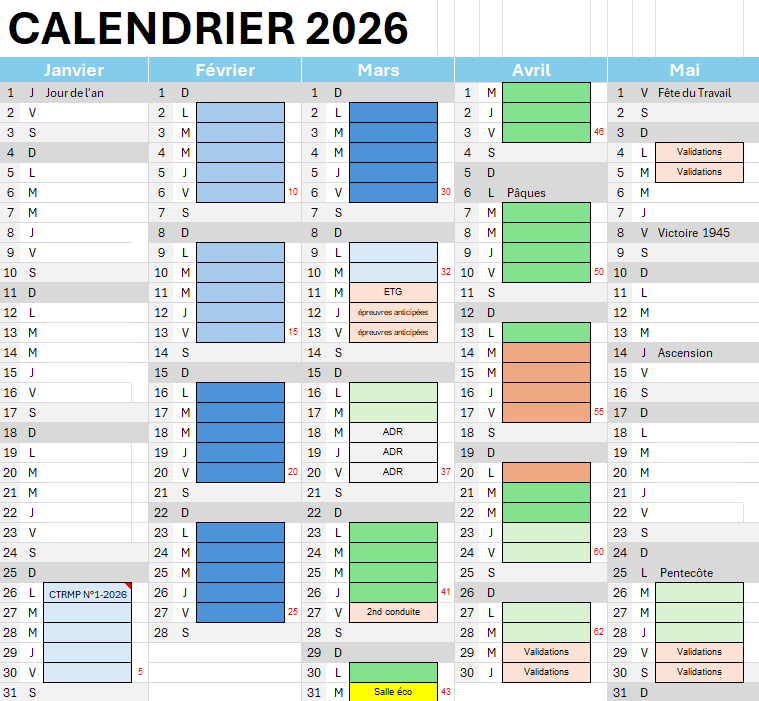 CALENDRIER 2026
Janvier Février Mars Avril Mai
1 J Jour de l'an 1 D 1 D 1 M 1 V Fête du Travail
2 V 2 L 2 L 2 J 2 S
3 S 3 M 3 M 3 V 46 3 D
4 D 4 M 4 M 4 S 4 L Validations
5 L 5 J 5 J 5 D 5 M Validations
6 M 6 V 10 6 V 30 6 L Pâques 6 M
7 M 7 S 7 S 7 M 7 J
8 J 8 D 8 D 8 M 8 V Victoire 1945
9 V 9 L 9 L 9 J 9 S
10 S 10 M 10 M 32 10 V 50 10 D
11 D 11 M 11 M ETG 11 S 11 L
12 L 12 J 12 J épreuvres anticipées 12 D 12 M
13 M 13 V 15 13 V épreuvres anticipées 13 L 13 M
14 M 14 S 14 S 14 M 14 J Ascension
15 J 15 D 15 D 15 M 15 V
16 V 16 L 16 L 16 J 16 S
17 S 17 M 17 M 17 V 55 17 D
18 D 18 M 18 M ADR 18 S 18 L
19 L 19 J 19 J ADR 19 D 19 M
20 M 20 V 20 20 V ADR 37 20 L 20 M
21 M 21 S 21 S 21 M 21 J
22 J 22 D 22 D 22 M 22 V
23 V 23 L 23 L 23 J 23 S
24 S 24 M 24 M 24 V 60 24 D
25 D 25 M 25 M 25 S 25 L Pentecôte
26 L CTRMP N°1-2026 26 J 26 J 41 26 D 26 M
27 M 27 V 25 27 V 2nd conduite 27 L 27 M
28 M 28 S 28 S 28 M 62 28 J
29 J 29 D 29 M Validations 29 V Validations
30 V 5 30 L 30 J Validations 30 S Validations
31 S 31 M Salle éco 43 31 D